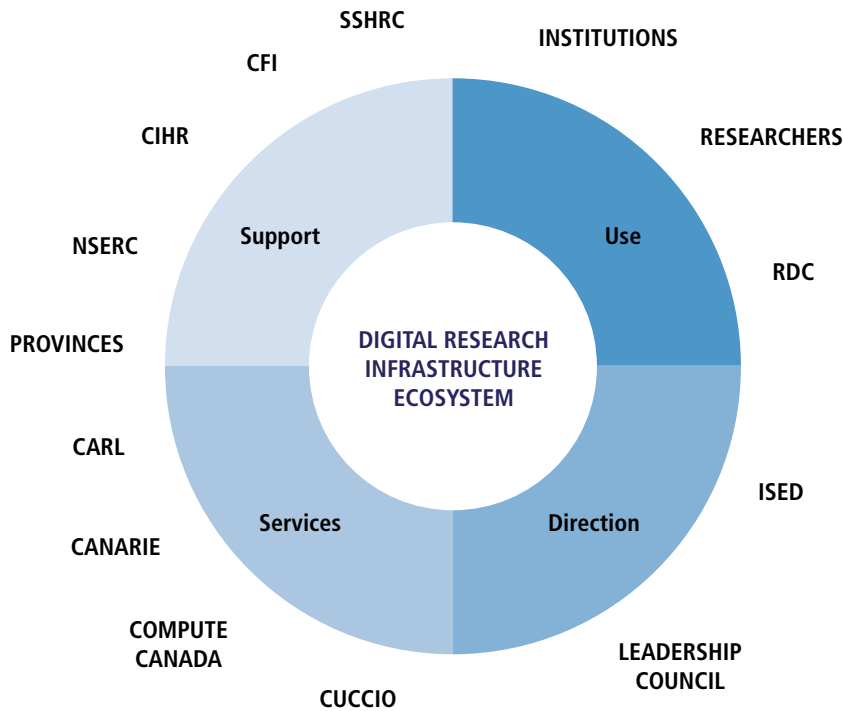 SSHRC
INSTITUTIONS
CFI
CIHR
RESEARCHERS
NSERC
Support
Use
RDC
PROVINCES
DIGITAL RESEARCH
INFRASTRUCTURE
ECOSYSTEM
CARL
ISED
Services
Direction
CANARIE
COMPUTE
CANADA
LEADERSHIP
COUNCIL
CUCCIO